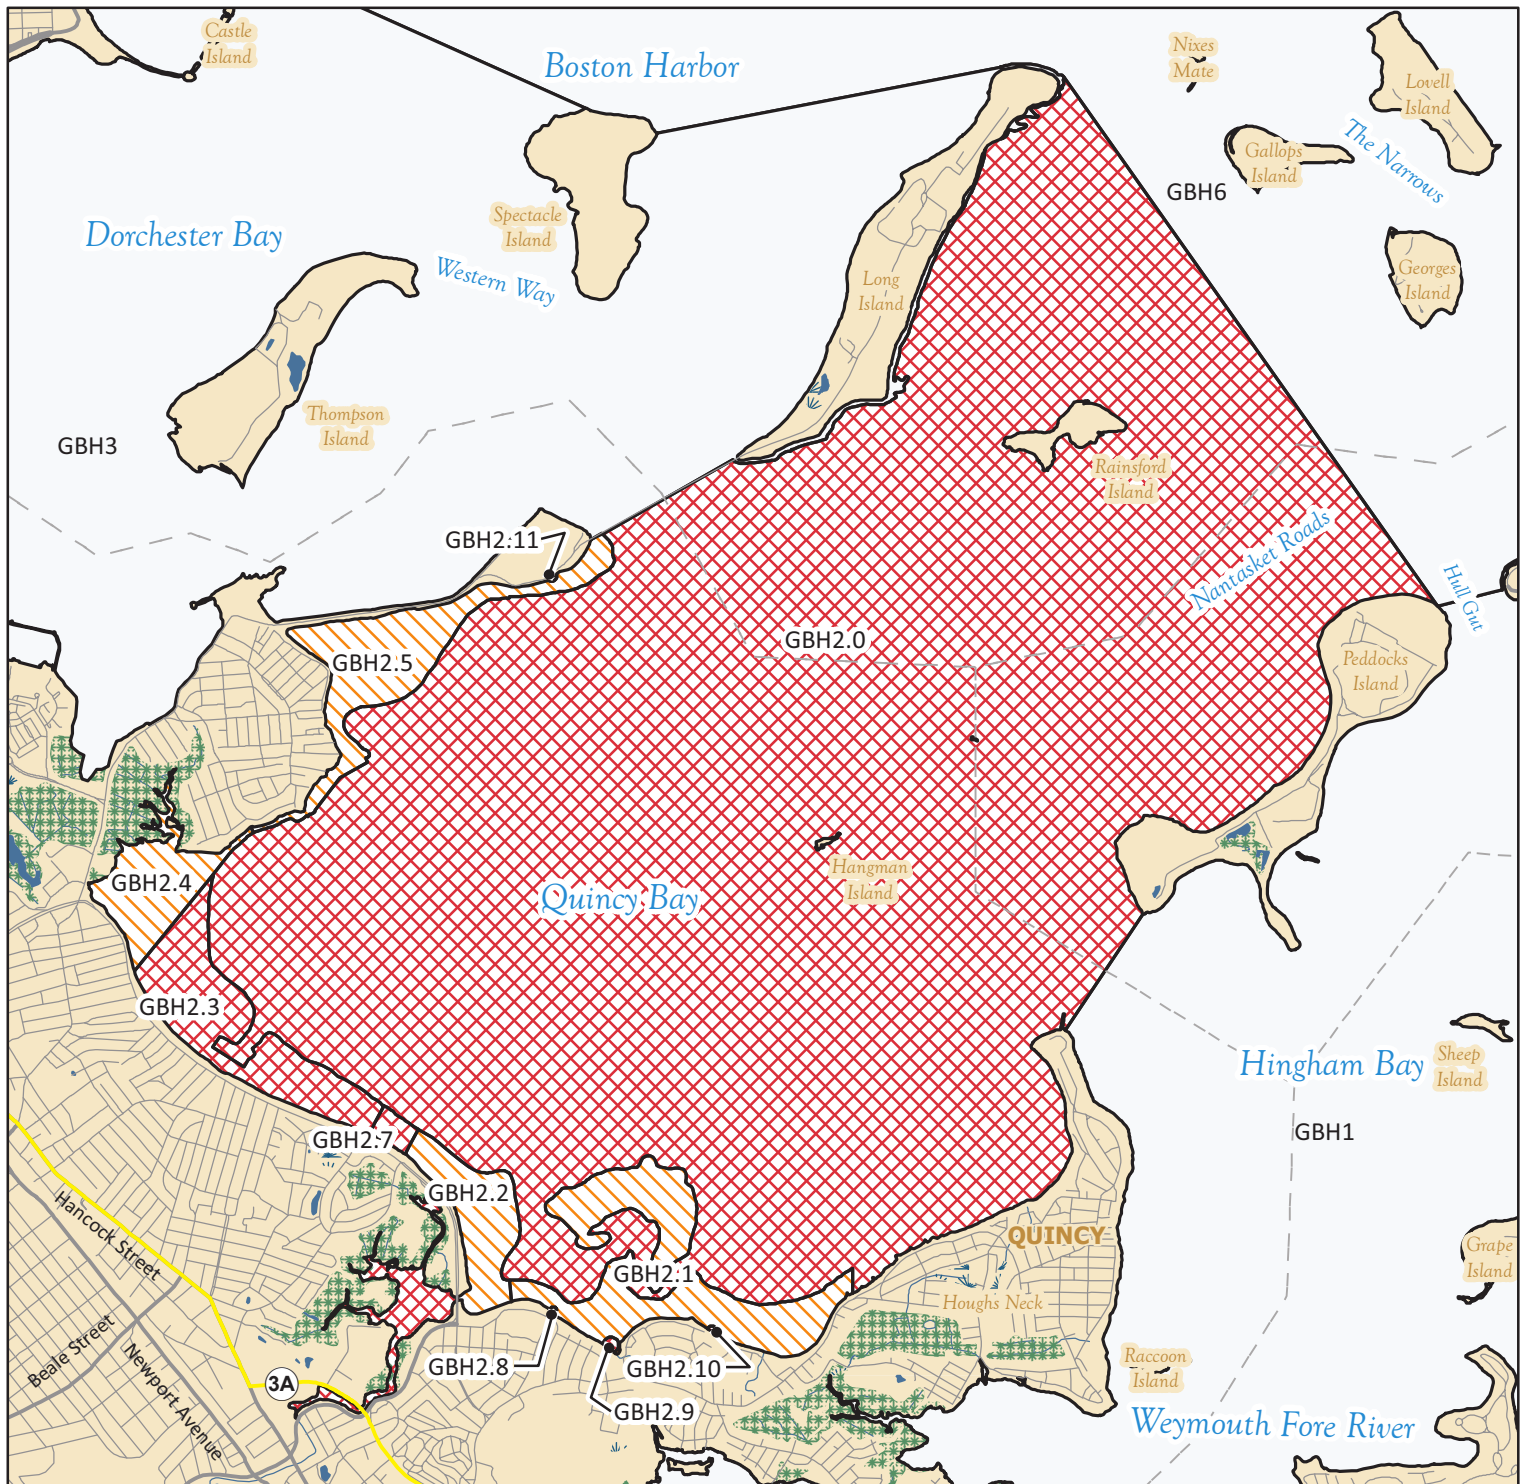 Castle
Island
Boston Harbor
Nixes
Mate
Lovell
Island
The Narrows
Gallops
Island
GBH6
Spectacle
Island
Dorchester Bay
Western Way
Long
Island
Georges
Island
Thompson
Island
GBH3
Rainsford
Island
GBH2.11
Nantasket Roads
Hull Gut
GBH2.0
GBH2.5
Peddocks
Island
GBH2.4
Hangman
Island
Quincy Bay
GBH2.3
Hingham Bay
Sheep
Island
GBH1
GBH2.7
GBH2.2
QUINCY
Hancock Street
Grape
Island
GBH2.1
Houghs Neck
Beale Street
Newport Avenue
3A
GBH2.8
GBH2.10
Raccoon
Island
GBH2.9
Weymouth Fore River